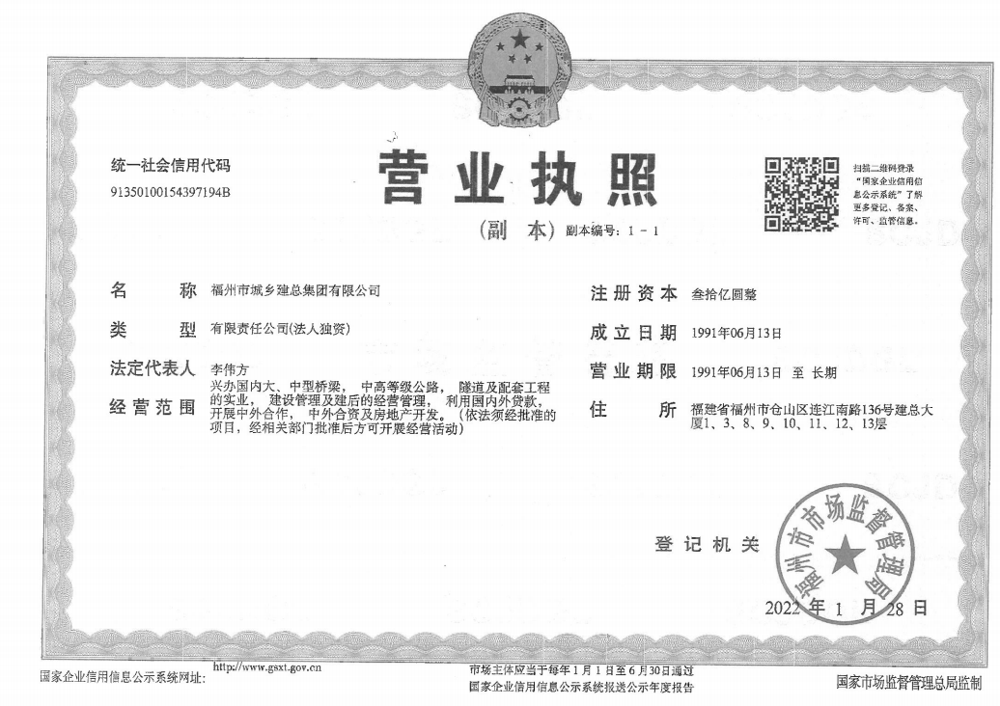 统一社会信用代码
91350100154397194B
营业执照
(副 本) 副本编号：1 - 1
扫描二维码登录
“国家企业信用信
息公示系统”了解
更多登记、备案、
许可、监管信息。
名 称 福州市城乡建总集团有限公司
类 型 有限责任公司(法人独资)
法定代表人 李伟方
经营范围 兴办国内大、中型桥梁， 中高等级公路， 隧道及配套工程
的实业， 建设管理及建后的经营管理， 利用国内外贷款，
开展中外合作， 中外合资及房地产开发。（依法须经批准的
项目，经相关部门批准后方可开展经营活动）
注册资本 叁拾亿圆整
成立日期 1991年06月13日
营业期限 1991年06月13日 至 长期
住 所 福建省福州市仓山区连江南路136号建总大
厦1、3、8、9、10、11、12、13层
登记机关
福州市市场监督管理局
2022 年 1 月 28 日
国家企业信用信息公示系统网址： http://www.gsxt.gov.cn
市场主体应当于每年1月1日至6月30日通过
国家企业信用信息公示系统报送公示年度报告
国家市场监督管理总局监制